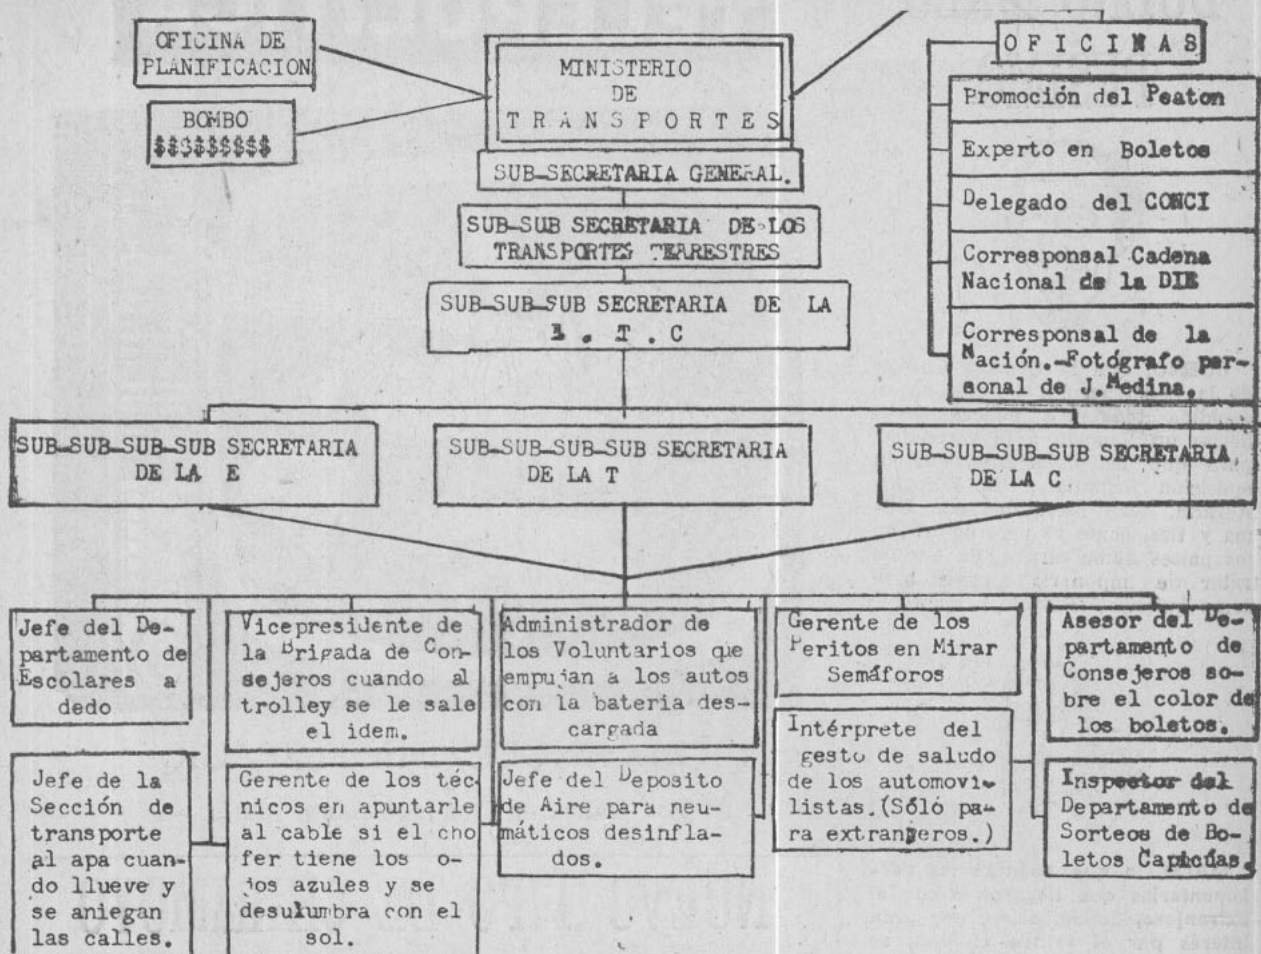 OFICINA DE
PLANIFICACION
BOMBO
$$$$$$$$$
MINISTERIO
DE
TRANSPORTES
SUB-SECRETARIA GENERAL.
SUB-SUB SECRETARIA DE LOS
TRANSPORTES TERRESTRES
SUB-SUB-SUB SECRETARIA DE LA
. T . C
OFICINAS
Promoción del Peaton
Experto en Boletos
Delegado del CONCI
Corresponsal Cadena
Nacional de la DIE
Corresponsal de la
Nación.-Fotógrafo per-
sonal de J. Medina.
SUB-SUB-SUB-SUB SECRETARIA
DE LA E
SUB-SUB-SUB-SUB SECRETARIA
DE LA T
SUB-SUB-SUB-SUB SECRETARIA
DE LA C
Jefe del De-
partamento de
Escolares a
dedo
Vicepresidente de
la Brigada de Con-
sejeros cuando al
trolley se le sale
el idem.
Administrador de
los Voluntarios que
empujan a los autos
con la bateria des-
cargada
Gerente de los
Peritos en Mirar
Semáforos
Asesor del De-
partamento de
Consejeros so-
bre el color de
los boletos.
Jefe de la
Sección de
transporte
al apa cuan-
do llueve y
se aniegan
las calles.
Gerente de los téc-
nicos en apuntarle
al cable si el cho
fer tiene los o-
jos azules y se
desulumbra con el
sol.
Jefe del Deposito
de Aire para neu-
máticos desinfla-
dos.
Intérprete del
gesto de saludo
de los automovi-
listas.(Sóló pa-
ra extranjeros.)
Inspector del
Departamento de
Sorteos de Bo-
letos Capicúas.